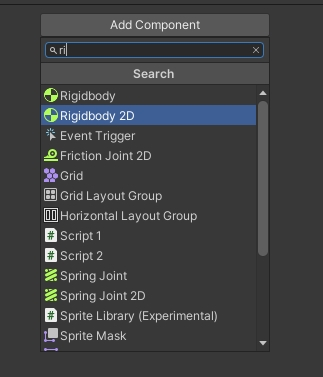 Add Component
ri
Search
Rigidbody
Rigidbody 2D
Event Trigger
Friction Joint 2D
Grid
Grid Layout Group
Horizontal Layout Group
# Script 1
# Script 2
Spring Joint
Spring Joint 2D
# Sprite Library (Experimental)
Sprite Mask